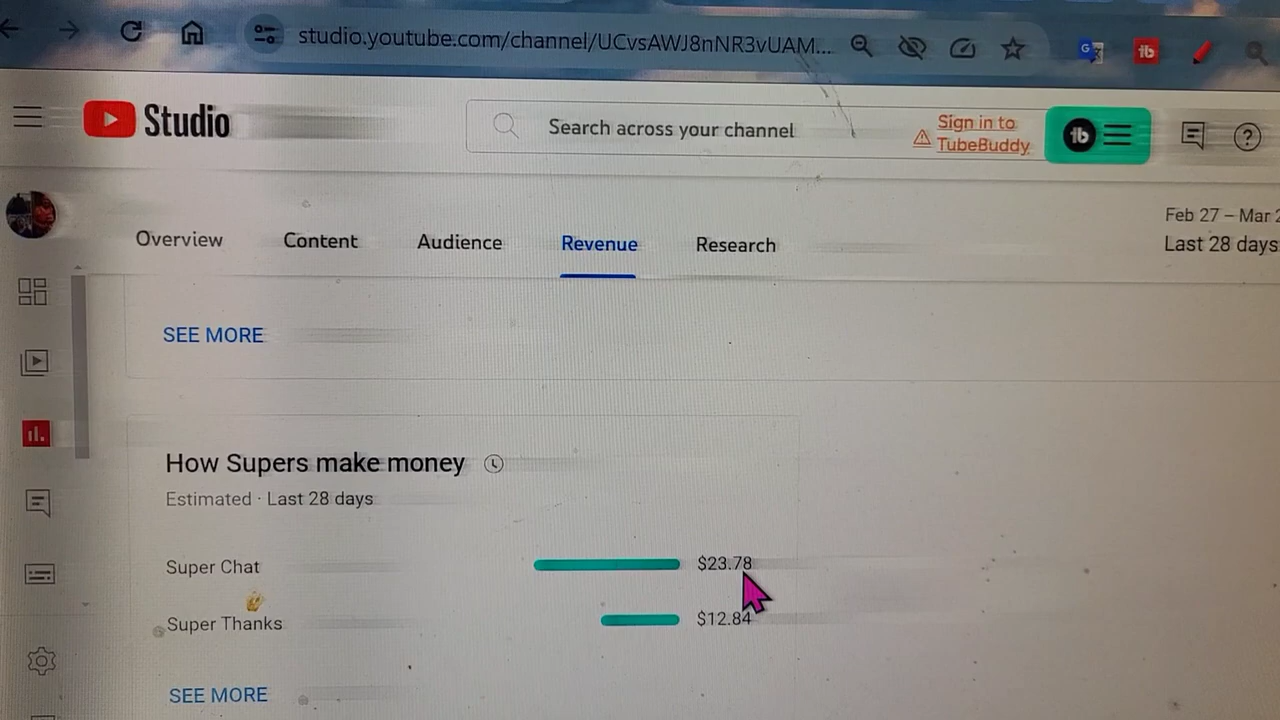 studio.youtube.com/channel/UCvsAWJ8nNR3vUAM...
Studio
Search across your channel
Sign in to
TubeBuddy
Overview
Content
Audience
Revenue
Research
Feb 27 – Mar 2
Last 28 days
SEE MORE
How Supers make money
Estimated · Last 28 days
Super Chat $23.78
Super Thanks $12.84
SEE MORE